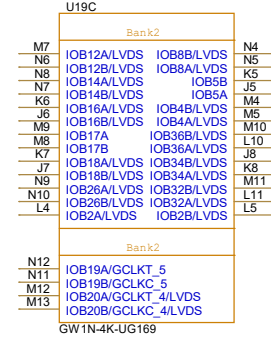 U19C
Bank2
M7 IOB12A/LVDS IOB8B/LVDS N4
N6 IOB12B/LVDS IOB8A/LVDS N5
N8 IOB14A/LVDS IOB5B K5
N7 IOB14B/LVDS IOB5A J5
K6 IOB16A/LVDS IOB4B/LVDS M4
J6 IOB16B/LVDS IOB4A/LVDS M5
M9 IOB17A IOB36B/LVDS M10
M8 IOB17B IOB36A/LVDS L10
K7 IOB18A/LVDS IOB34B/LVDS J8
J7 IOB18B/LVDS IOB34A/LVDS K8
N9 IOB26A/LVDS IOB32B/LVDS M11
N10 IOB26B/LVDS IOB32A/LVDS L11
L4 IOB2A/LVDS IOB2B/LVDS L5
Bank2
N12 IOB19A/GCLKT_5
N11 IOB19B/GCLKC_5
M12 IOB20A/GCLKT_4/LVDS
M13 IOB20B/GCLKC_4/LVDS
GW1N-4K-UG169